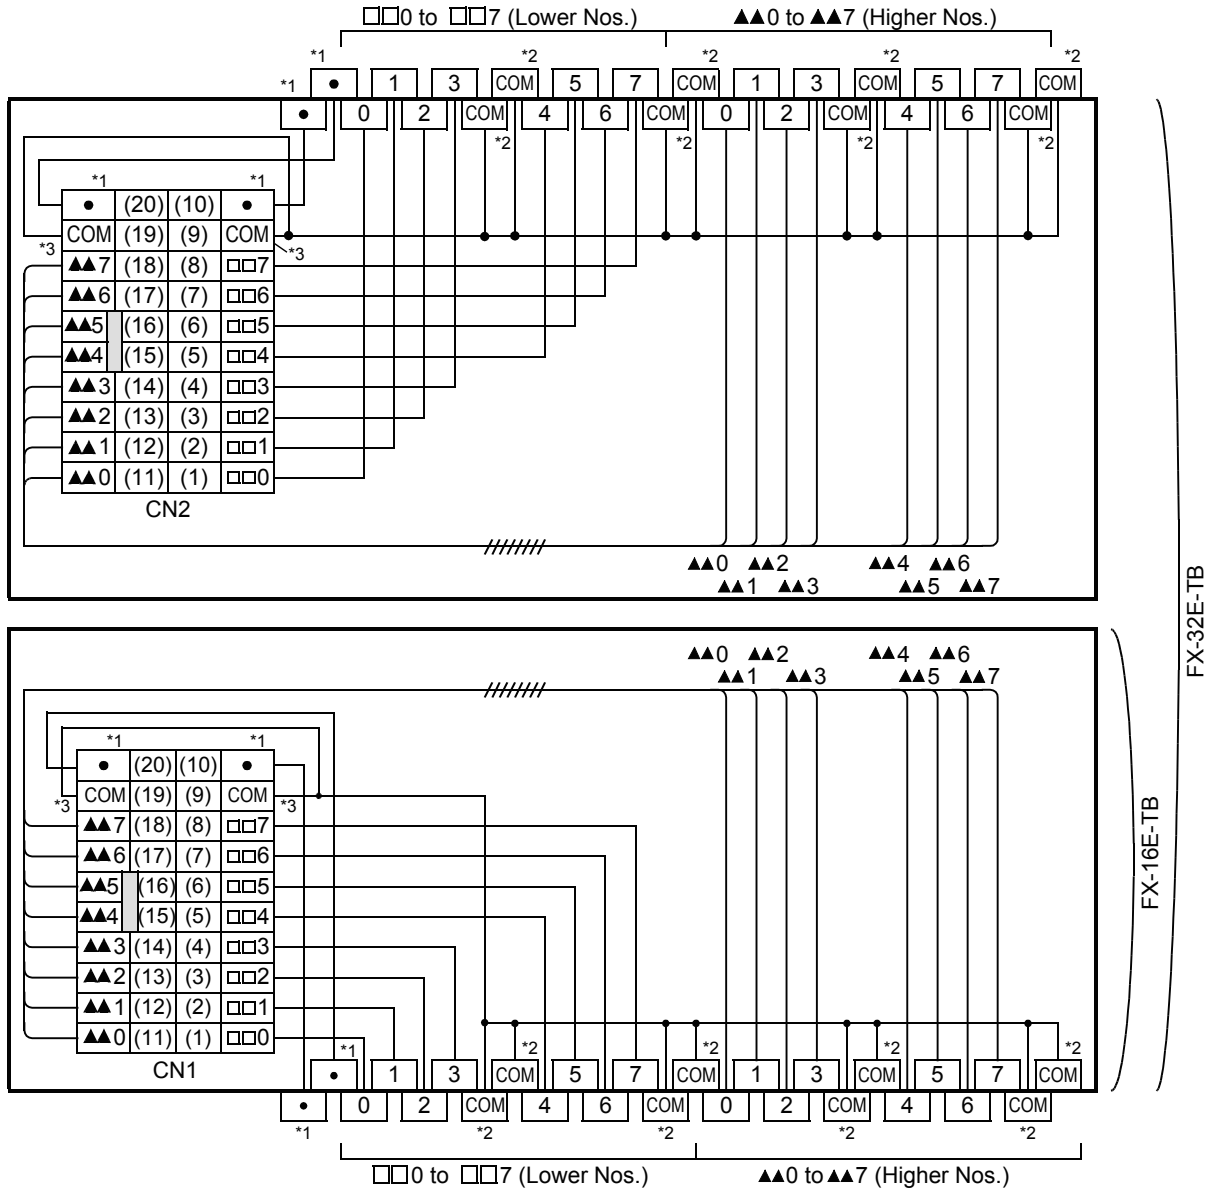 □□0 to □□7 (Lower Nos.) ▲▲0 to ▲▲7 (Higher Nos.)
*1 *2 *2 *2 *2
*1 • 1 3 COM 5 7 COM 1 3 COM 5 7 COM
• 0 2 COM 4 6 COM 0 2 COM 4 6 COM
*2 *2 *2 *2
*1 *1
• (20) (10) •
COM (19) (9) COM
*3 *3
▲▲7 (18) (8) □□7
▲▲6 (17) (7) □□6
▲▲5 (16) (6) □□5
▲▲4 (15) (5) □□4
▲▲3 (14) (4) □□3
▲▲2 (13) (3) □□2
▲▲1 (12) (2) □□1
▲▲0 (11) (1) □□0
CN2
▲▲0 ▲▲2 ▲▲4 ▲▲6
▲▲1 ▲▲3 ▲▲5 ▲▲7
FX-32E-TB
▲▲0 ▲▲2 ▲▲4 ▲▲6
▲▲1 ▲▲3 ▲▲5 ▲▲7
*1 *1
• (20) (10) •
COM (19) (9) COM
*3 *3
▲▲7 (18) (8) □□7
▲▲6 (17) (7) □□6
▲▲5 (16) (6) □□5
▲▲4 (15) (5) □□4
▲▲3 (14) (4) □□3
▲▲2 (13) (3) □□2
▲▲1 (12) (2) □□1
▲▲0 (11) (1) □□0
CN1
FX-16E-TB
*1 *2 *2 *2 *2
• 1 3 COM 5 7 COM 1 3 COM 5 7 COM
• 0 2 COM 4 6 COM 0 2 COM 4 6 COM
*1 *2 *2 *2 *2
□□0 to □□7 (Lower Nos.) ▲▲0 to ▲▲7 (Higher Nos.)